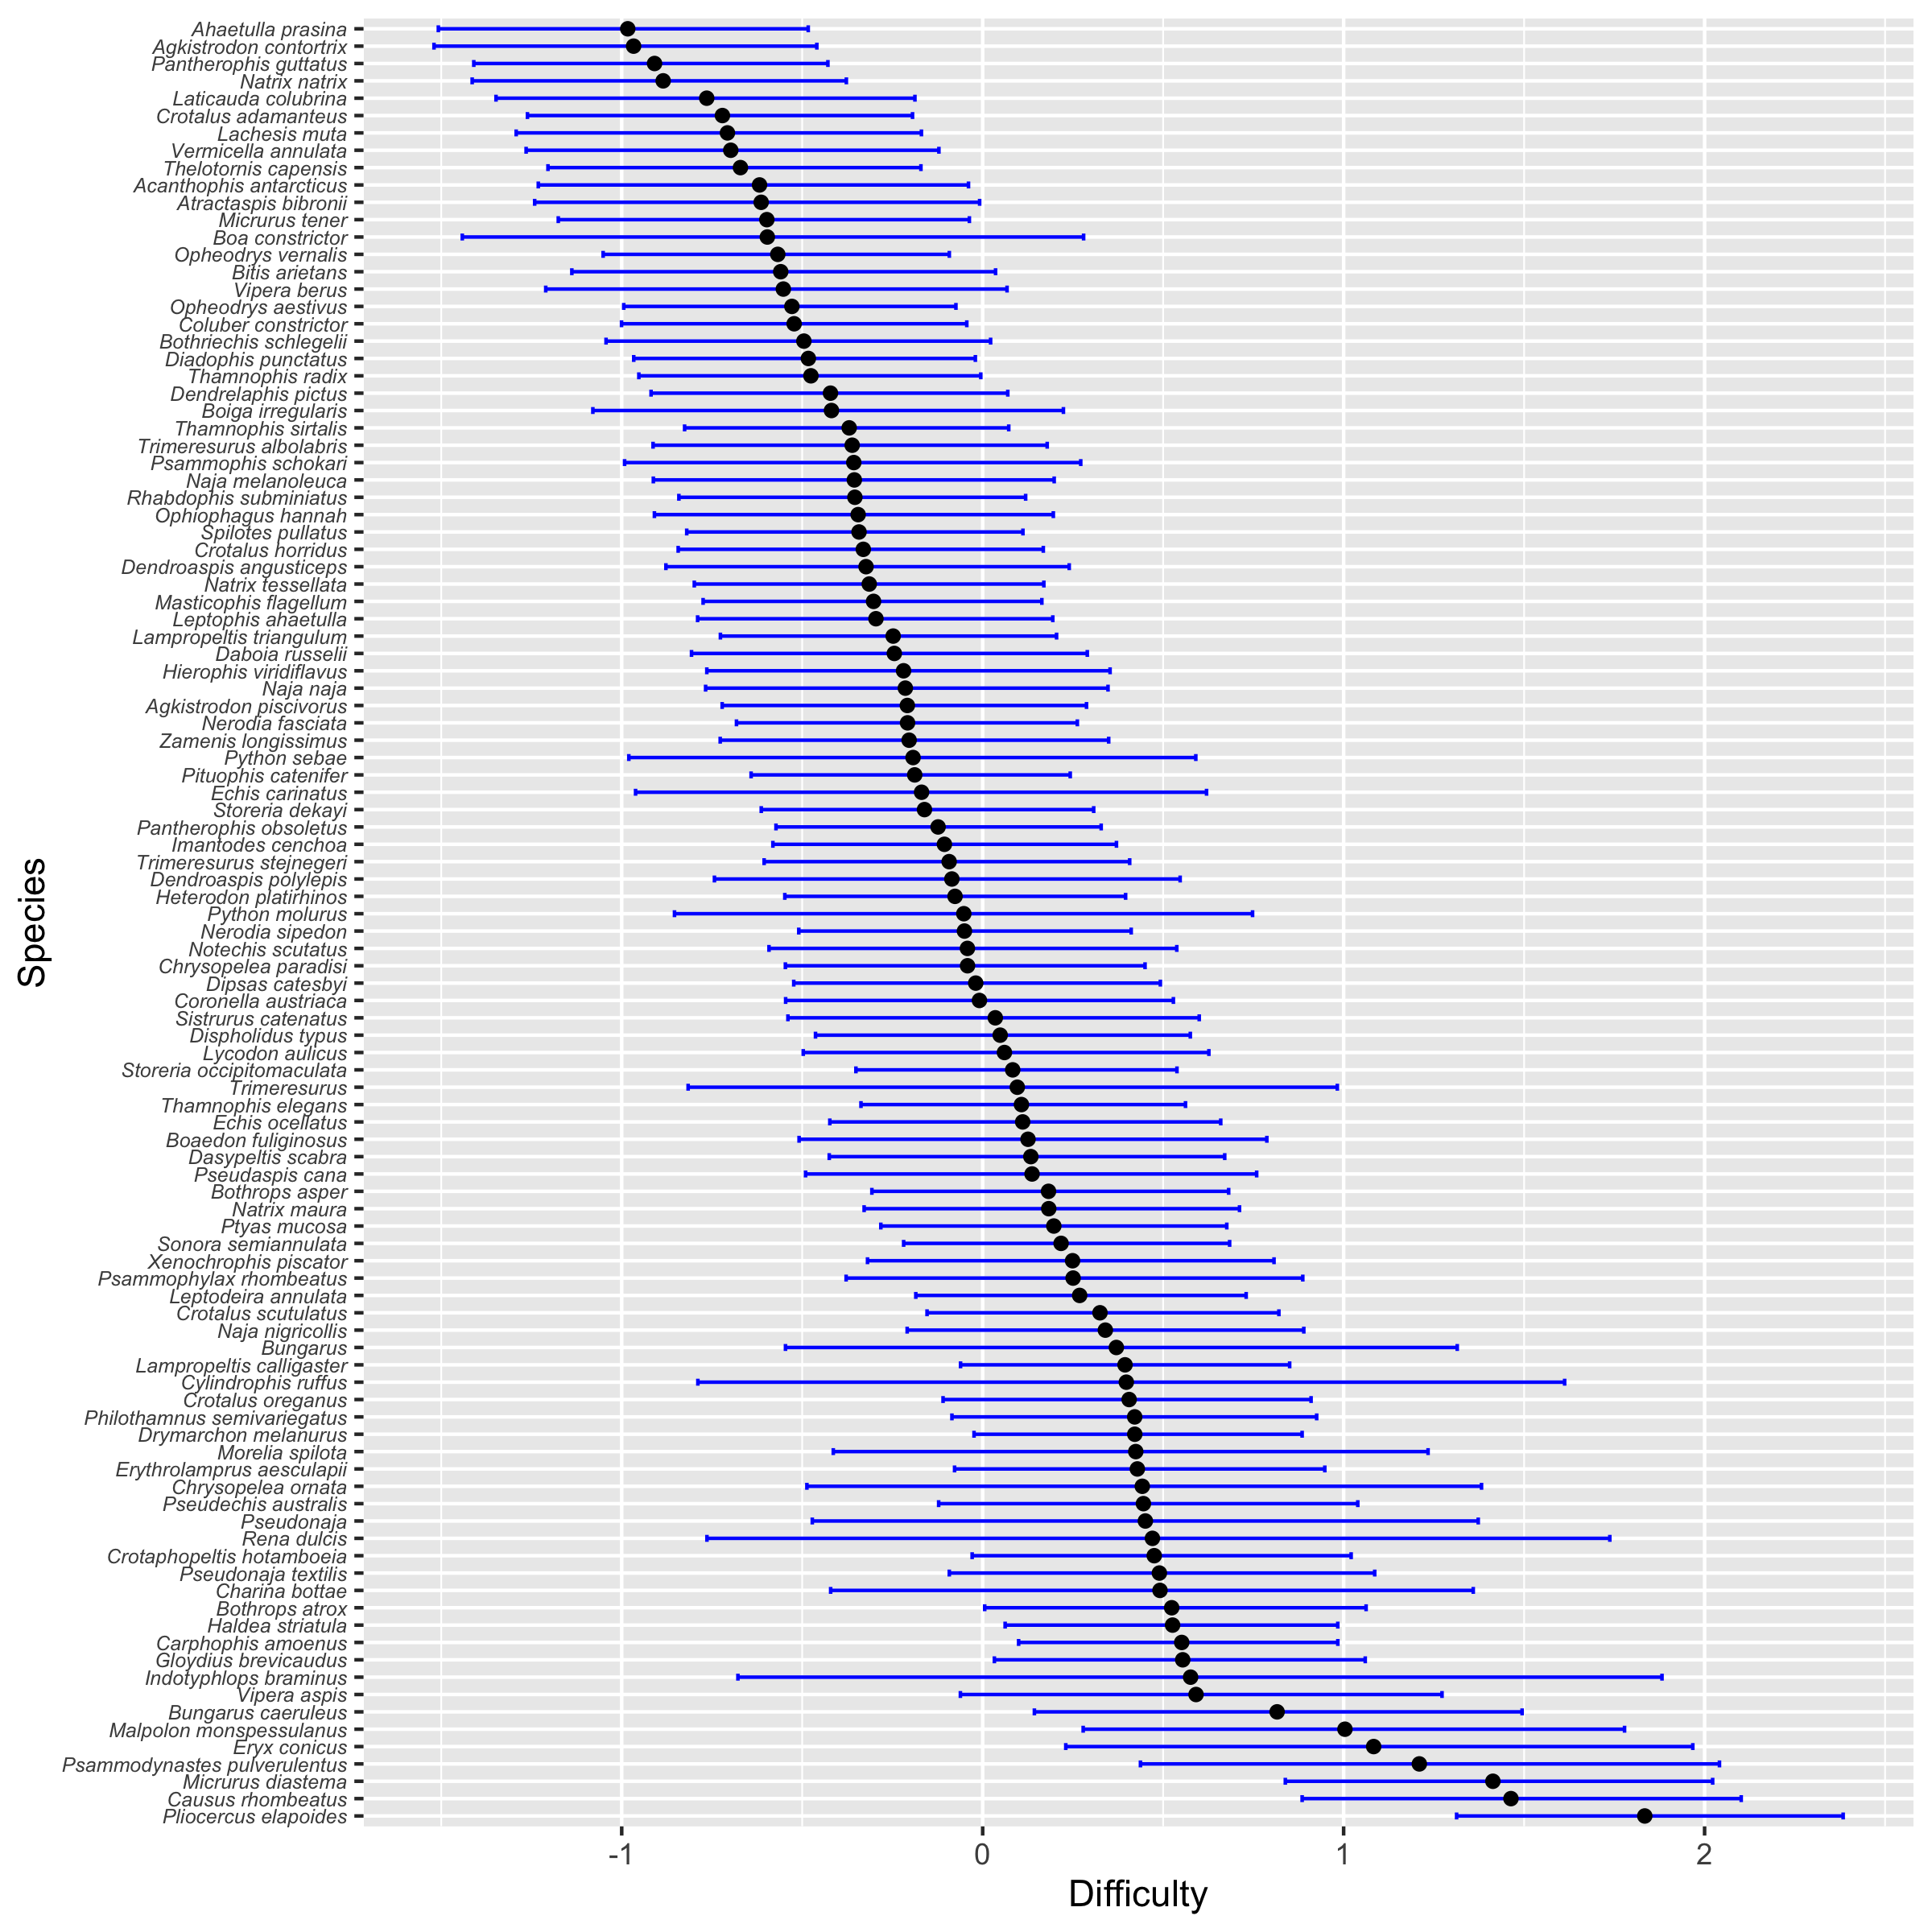 Ahaetulla prasina
Agkistrodon contortrix
Pantherophis guttatus
Natrix natrix
Laticauda colubrina
Crotalus adamanteus
Lachesis muta
Vermicella annulata
Thelotornis capensis
Acanthophis antarcticus
Atractaspis bibronii
Micrurus tener
Boa constrictor
Opheodrys vernalis
Bitis arietans
Vipera berus
Opheodrys aestivus
Coluber constrictor
Bothriechis schlegelii
Diadophis punctatus
Thamnophis radix
Dendrelaphis pictus
Boiga irregularis
Thamnophis sirtalis
Trimeresurus albolabris
Psammophis schokari
Naja melanoleuca
Rhabdophis subminiatus
Ophiophagus hannah
Spilotes pullatus
Crotalus horridus
Dendroaspis angusticeps
Natrix tessellata
Masticophis flagellum
Leptophis ahaetulla
Lampropeltis triangulum
Daboia russelii
Hierophis viridiflavus
Naja naja
Agkistrodon piscivorus
Nerodia fasciata
Zamenis longissimus
Python sebae
Pituophis catenifer
Echis carinatus
Storeria dekayi
Pantherophis obsoletus
Imantodes cenchoa
Trimeresurus stejnegeri
Dendroaspis polylepis
Heterodon platirhinos
Python molurus
Nerodia sipedon
Notechis scutatus
Chrysopelea paradisi
Dipsas catesbyi
Coronella austriaca
Sistrurus catenatus
Dispholidus typus
Lycodon aulicus
Storeria occipitomaculata
Trimeresurus
Thamnophis elegans
Echis ocellatus
Boaedon fuliginosus
Dasypeltis scabra
Pseudaspis cana
Bothrops asper
Natrix maura
Ptyas mucosa
Sonora semiannulata
Xenochrophis piscator
Psammophylax rhombeatus
Leptodeira annulata
Crotalus scutulatus
Naja nigricollis
Bungarus
Lampropeltis calligaster
Cylindrophis ruffus
Crotalus oreganus
Philothamnus semivariegatus
Drymarchon melanurus
Morelia spilota
Erythrolamprus aesculapii
Chrysopelea ornata
Pseudechis australis
Pseudonaja
Rena dulcis
Crotaphopeltis hotamboeia
Pseudonaja textilis
Charina bottae
Bothrops atrox
Haldea striatula
Carphophis amoenus
Gloydius brevicaudus
Indotyphlops braminus
Vipera aspis
Bungarus caeruleus
Malpolon monspessulanus
Eryx conicus
Psammodynastes pulverulentus
Micrurus diastema
Causus rhombeatus
Pliocercus elapoides
Species
-1 0 1 2
Difficulty